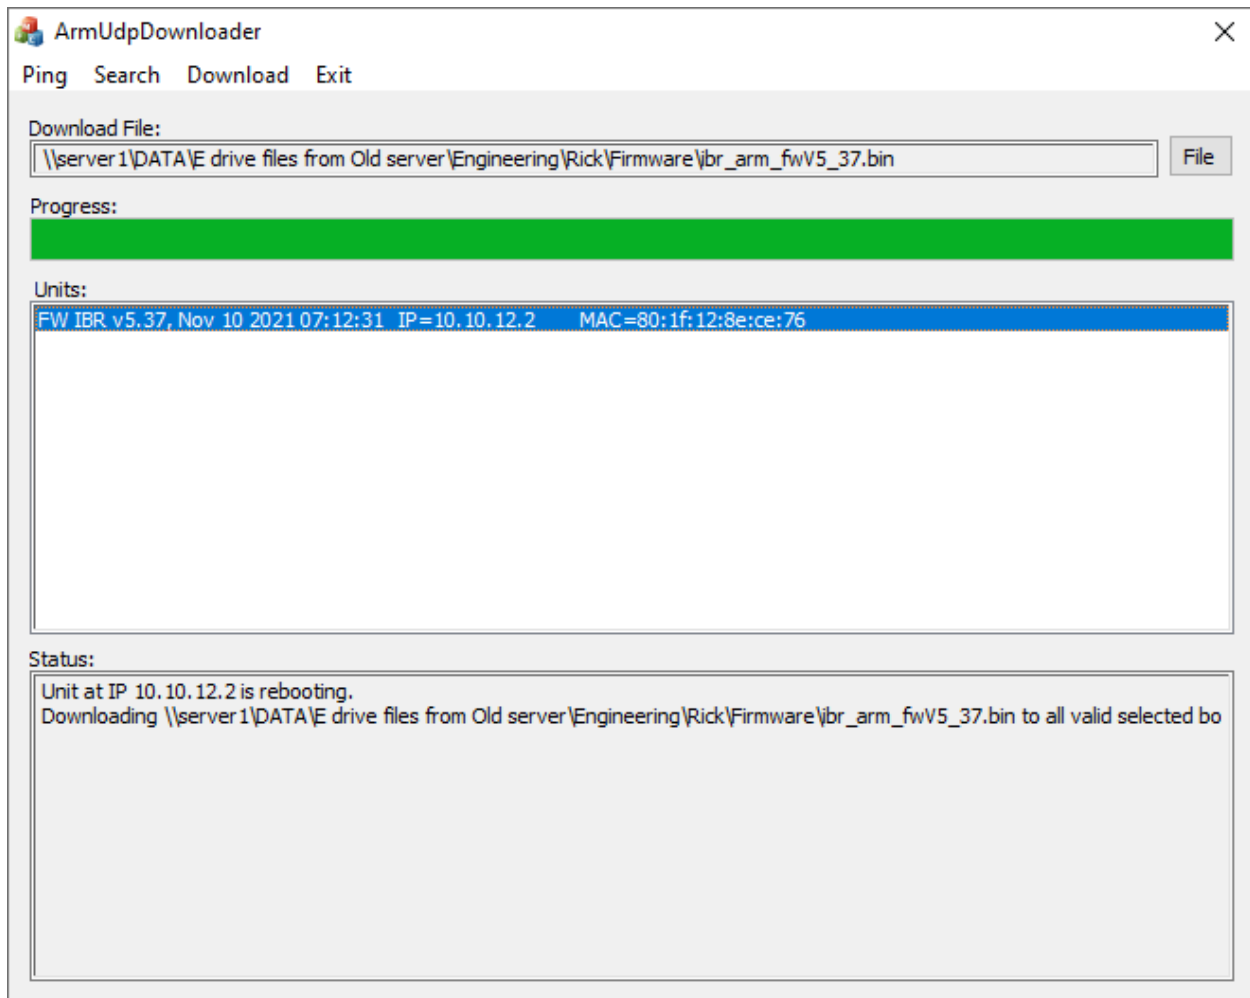 ArmUdpDownloader
Ping Search Download Exit
Download File:
\\server1\DATA\E drive files from Old server\Engineering\Rick\Firmware\ibr_arm_fwV5_37.bin File
Progress:
Units:
FW IBR v5.37, Nov 10 2021 07:12:31 IP=10.10.12.2 MAC=80:1f:12:8e:ce:76
Status:
Unit at IP 10.10.12.2 is rebooting.
Downloading \\server1\DATA\E drive files from Old server\Engineering\Rick\Firmware\ibr_arm_fwV5_37.bin to all valid selected bo